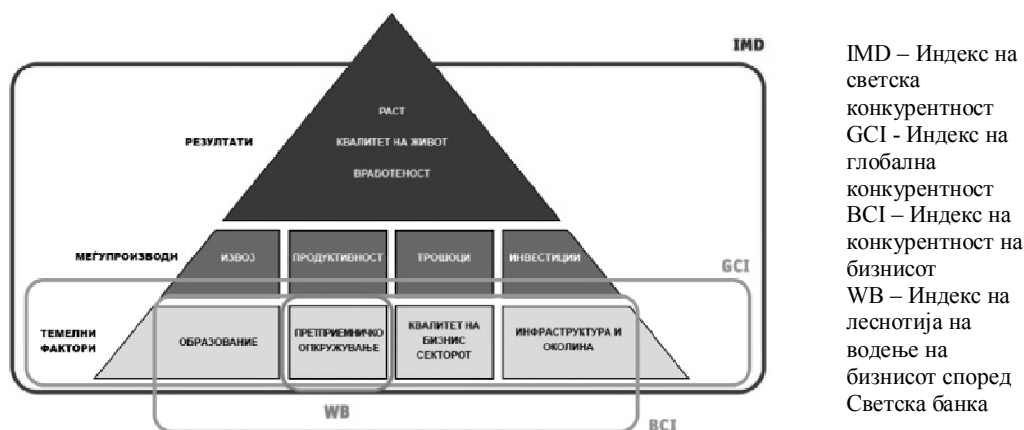 IMD
РАСТ
РЕЗУЛТАТИ
КВАЛИТЕТ НА ЖИВОТ
ВРАБОТЕНОСТ
МЕЃУПРОИЗВОДИ
ИЗВОЗ
ПРОДУКТИВНОСТ
ТРОШОЦИ
ИНВЕСТИЦИИ
GCI
ТЕМЕЛНИ
ФАКТОРИ
ОБРАЗОВАНИЕ
ПРЕТПРИЕМНИЧКО
ОПКРУЖУВАЊЕ
КВАЛИТЕТ НА
БИЗНИС
СЕКТОРОТ
ИНФРАСТРУКТУРА И
ОКОЛИНА
WB
BCI
IMD – Индекс на
светска
конкурентност
GCI - Индекс на
глобална
конкурентност
BCI – Индекс на
конкурентност на
бизнисот
WB – Индекс на
леснотија на
водење на
бизнисот според
Светска банка